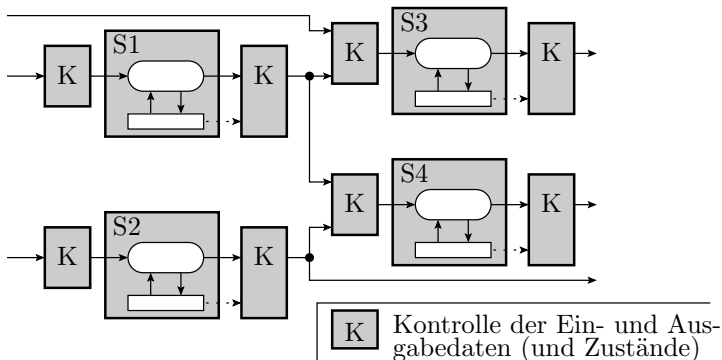 S3
K
K
S1
K
K
S4
K
K
S2
K
K
K
Kontrolle der Ein- und Aus-
gabedaten (und Zustände)